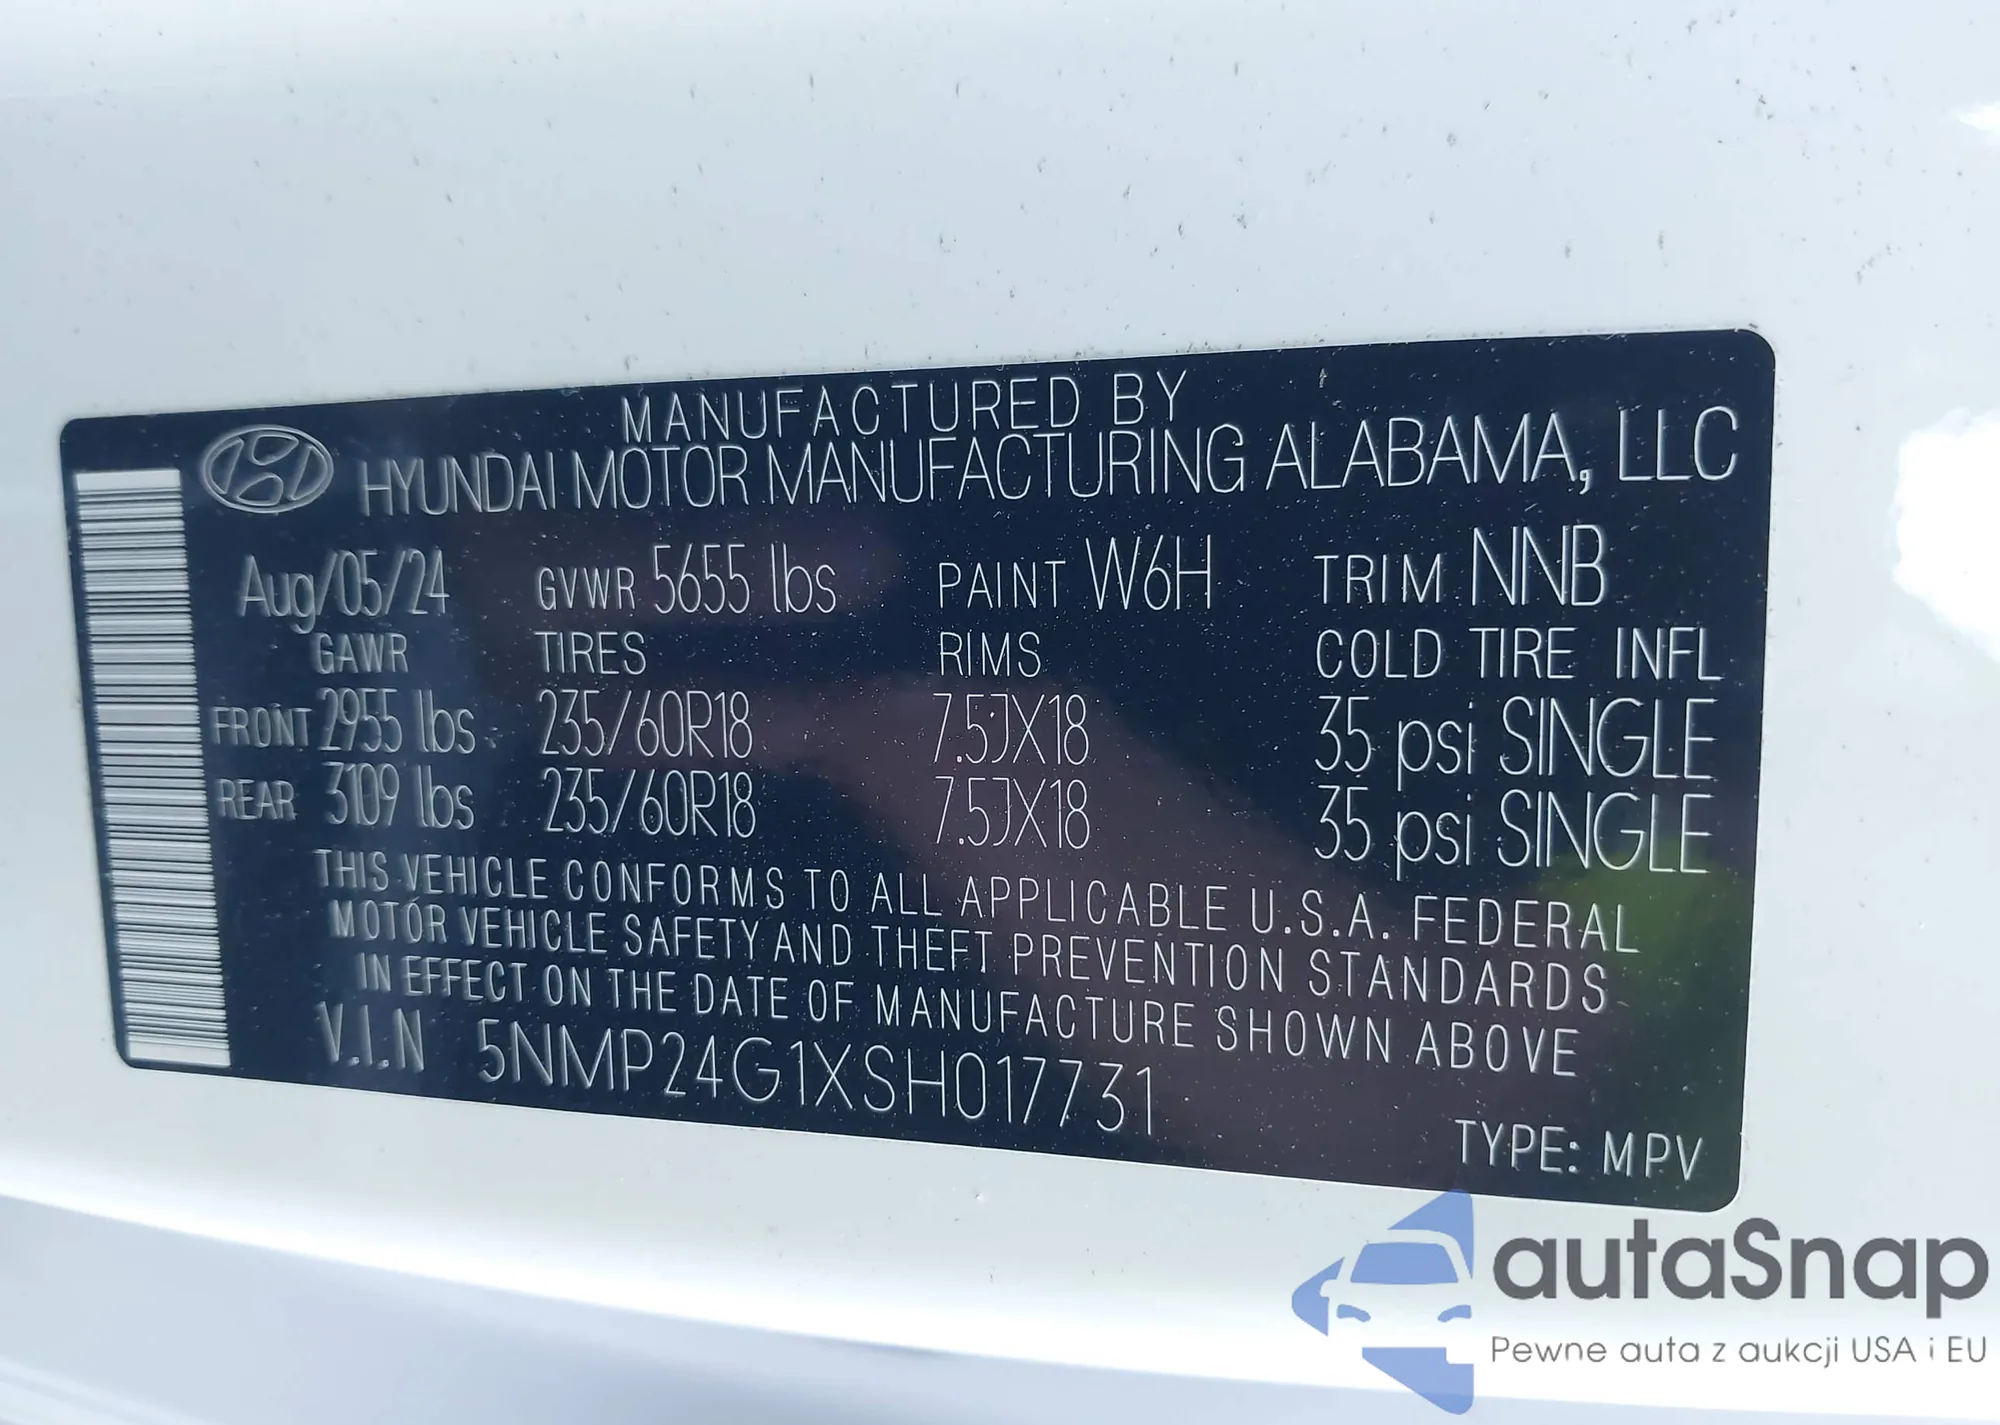 MANUFACTURED BY
HYUNDAI MOTOR MANUFACTURING ALABAMA, LLC
Aug/05/24 GVWR 5655 lbs PAINT W6H TRIM NNB
GAWR TIRES RIMS COLD TIRE INFL
FRONT 2955 lbs 235/60R18 7.5JX18 35 psi SINGLE
REAR 3109 lbs 235/60R18 7.5JX18 35 psi SINGLE
THIS VEHICLE CONFORMS TO ALL APPLICABLE U.S.A. FEDERAL
MOTOR VEHICLE SAFETY AND THEFT PREVENTION STANDARDS
IN EFFECT ON THE DATE OF MANUFACTURE SHOWN ABOVE
V.I.N 5NMP24G1XSH017731
TYPE: MPV
autaSnap
Pewne auta z aukcji USA i EU